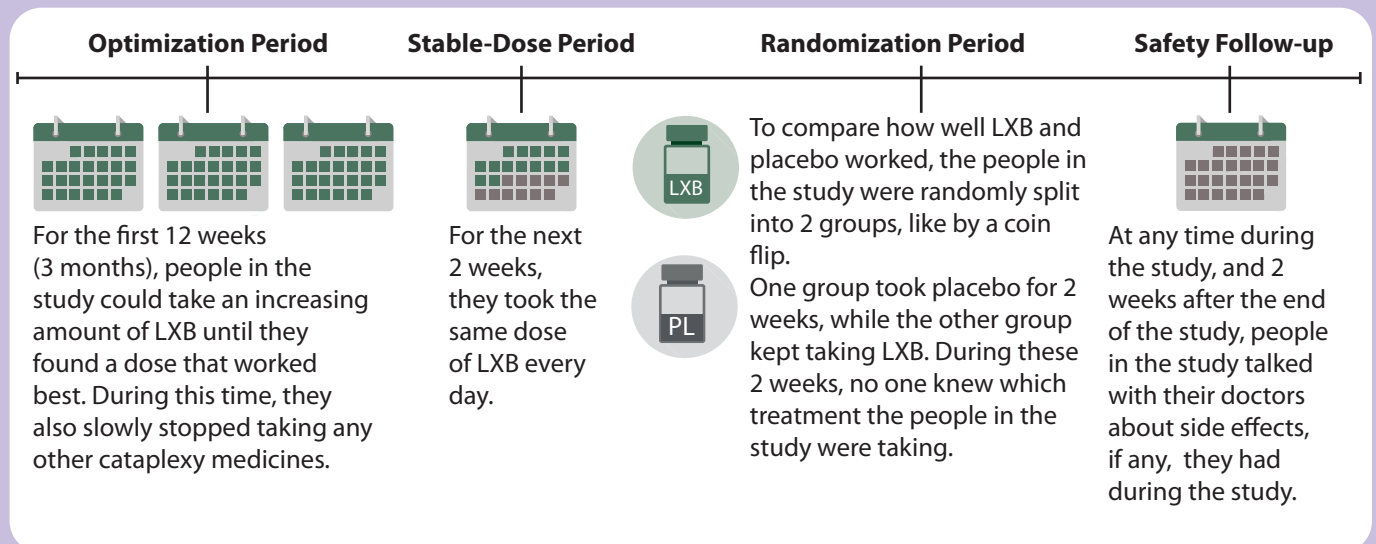 Optimization Period
Stable-Dose Period
Randomization Period
Safety Follow-up
For the first 12 weeks
(3 months), people in the
study could take an increasing
amount of LXB until they
found a dose that worked
best. During this time, they
also slowly stopped taking any
other cataplexy medicines.
For the next
2 weeks,
they took the
same dose
of LXB every
day.
LXB
PL
To compare how well LXB and
placebo worked, the people in
the study were randomly split
into 2 groups, like by a coin
flip.
One group took placebo for 2
weeks, while the other group
kept taking LXB. During these
2 weeks, no one knew which
treatment the people in the
study were taking.
At any time during
the study, and 2
weeks after the end
of the study, people
in the study talked
with their doctors
about side effects,
if any, they had
during the study.